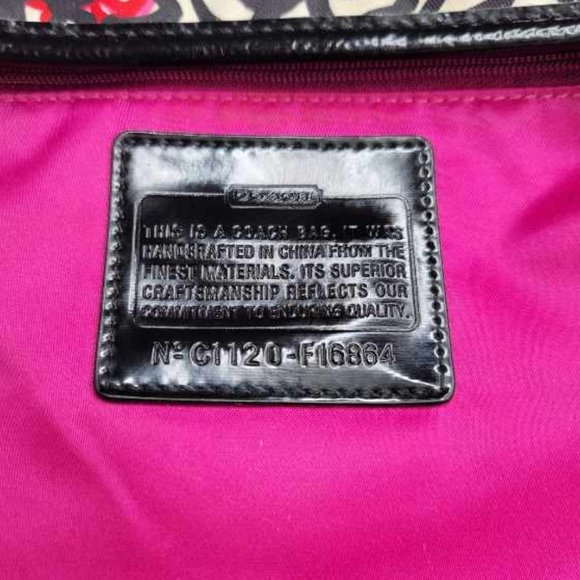 COACH
THIS IS A COACH BAG. IT WAS
HANDCRAFTED IN CHINA FROM THE
FINEST MATERIALS. ITS SUPERIOR
CRAFTSMANSHIP REFLECTS OUR
COMMITMENT TO ENDURING QUALITY.
Nº C1120-F16864